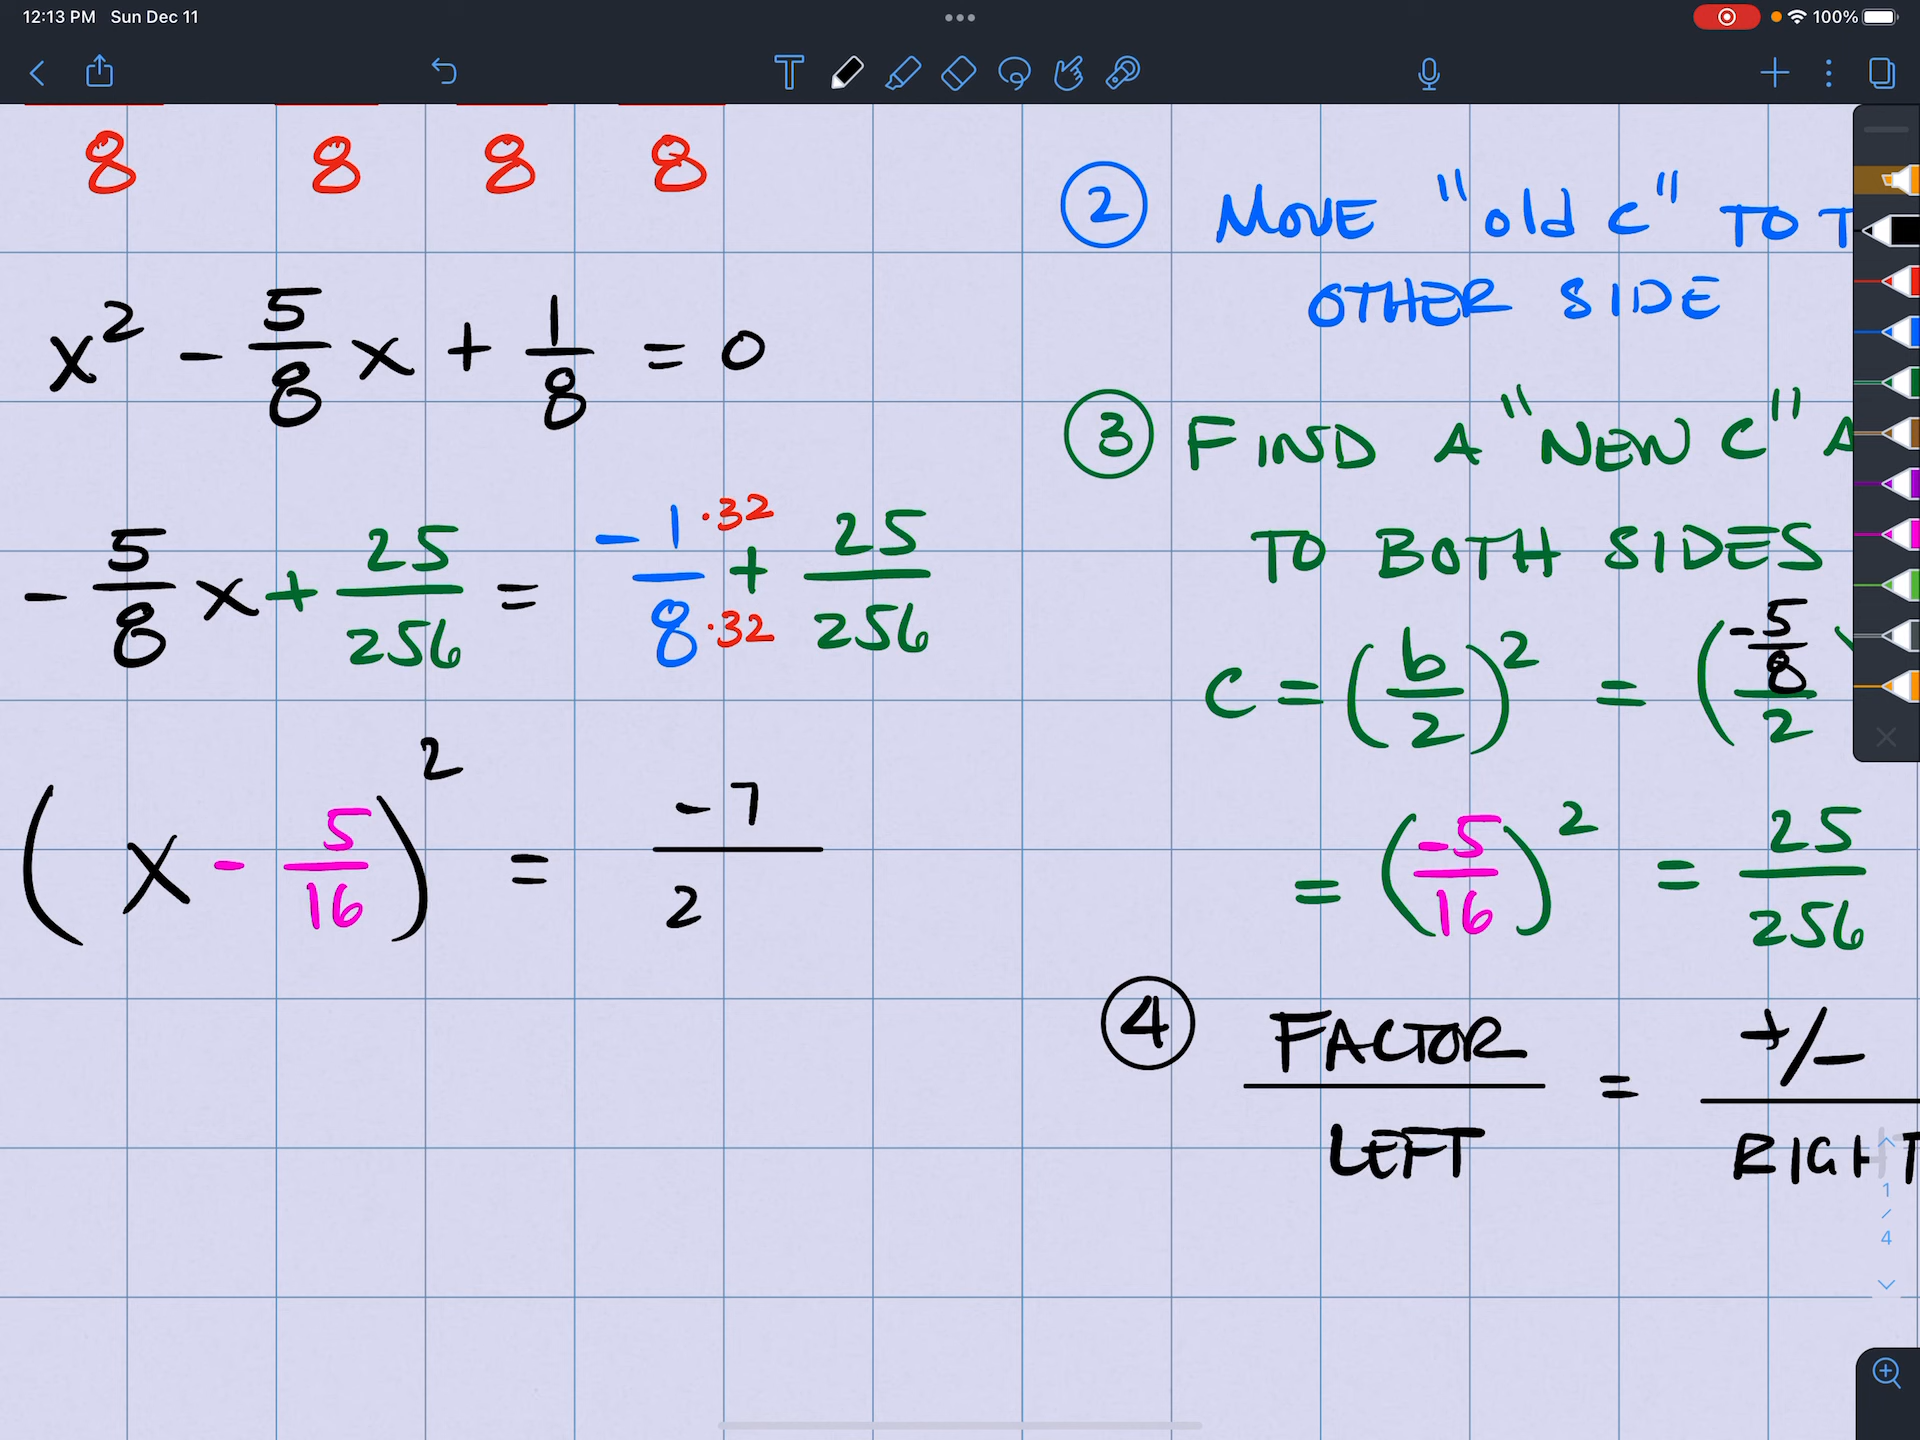 12:13 PM Sun Dec 11
100%
8 8 8 8
x² - 5/8 x + 1/8 = 0
- 5/8 x + 25/256 = -1·32/8·32 + 25/256
(x - 5/16)² = -7/2
② MOVE "old C" TO T
OTHER SIDE
③ FIND A "NEW C" A
TO BOTH SIDES
C = (b/2)² = (-5/8/2
= (-5/16)² = 25/256
④ FACTOR/LEFT = +/-/RIGHT
1/4